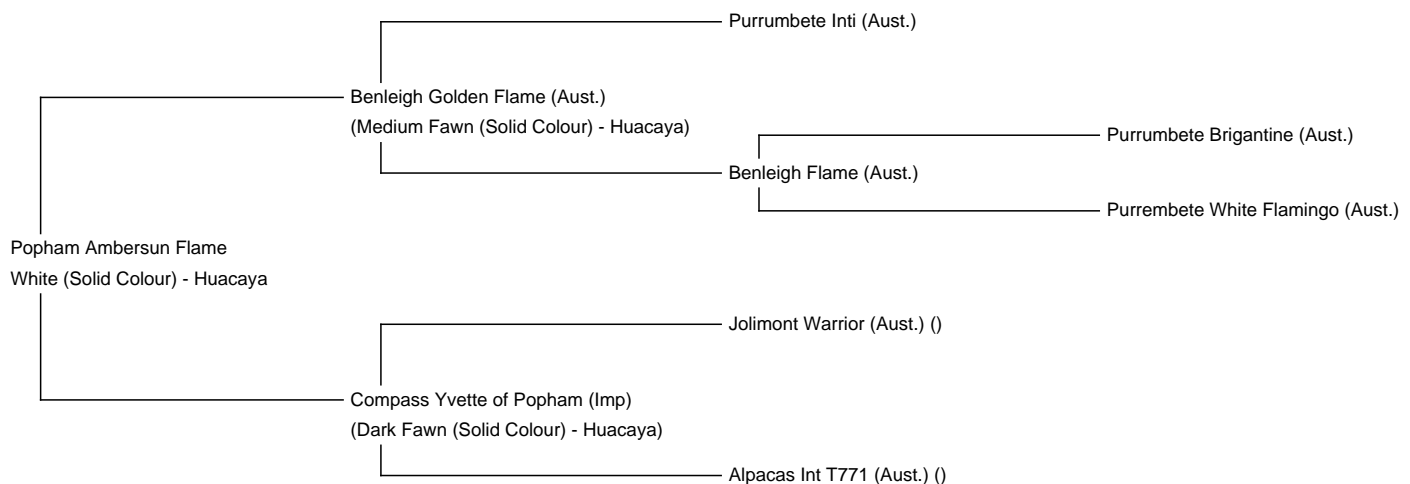 Purrumbete Inti (Aust.)
Benleigh Golden Flame (Aust.)
(Medium Fawn (Solid Colour) - Huacaya)
Purrumbete Brigantine (Aust.)
Benleigh Flame (Aust.)
Purrembete White Flamingo (Aust.)
Popham Ambersun Flame
White (Solid Colour) - Huacaya
Jolimont Warrior (Aust.) ()
Compass Yvette of Popham (Imp)
(Dark Fawn (Solid Colour) - Huacaya)
Alpacas Int T771 (Aust.) ()